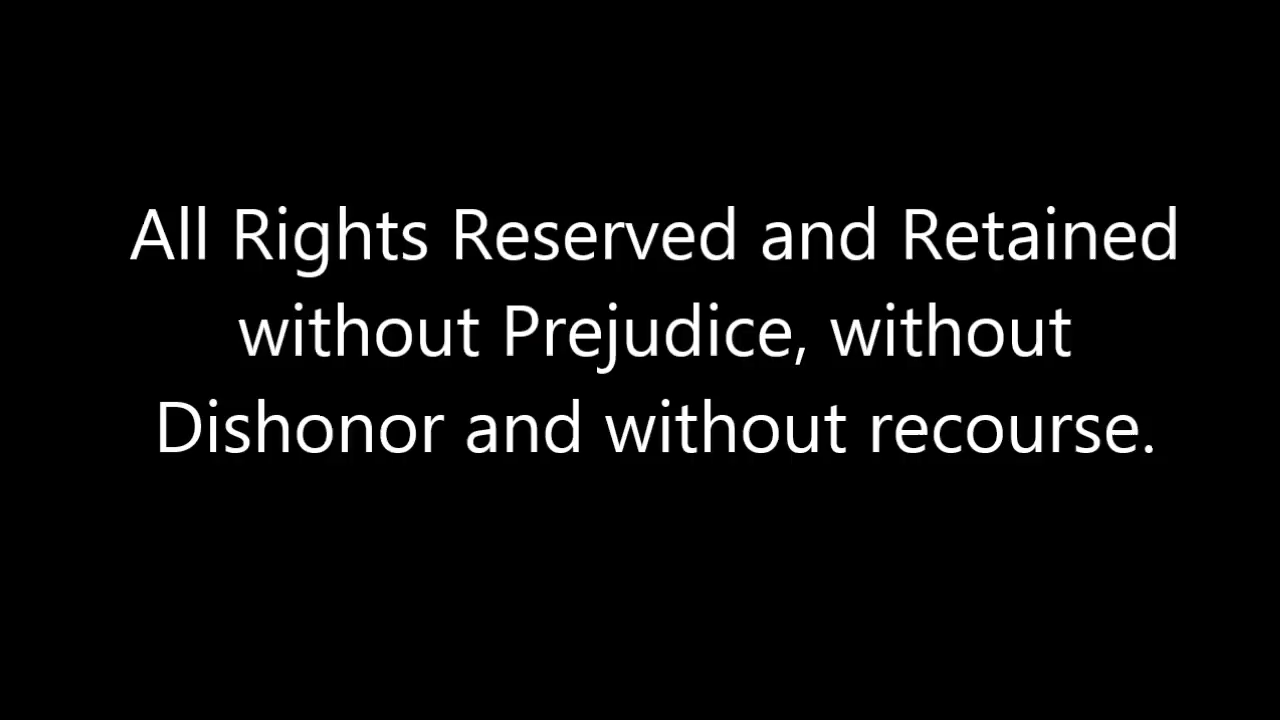 All Rights Reserved and Retained
without Prejudice, without
Dishonor and without recourse.